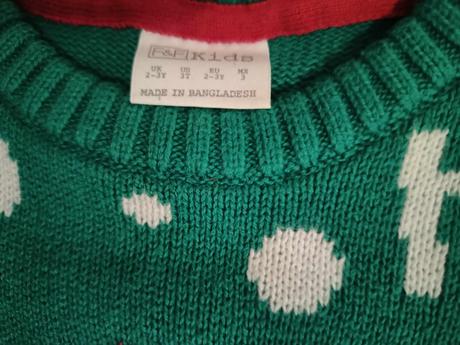 F&F Kids
UK US EU MX
2-3Y 3T 2-3Y 3
MADE IN BANGLADESH